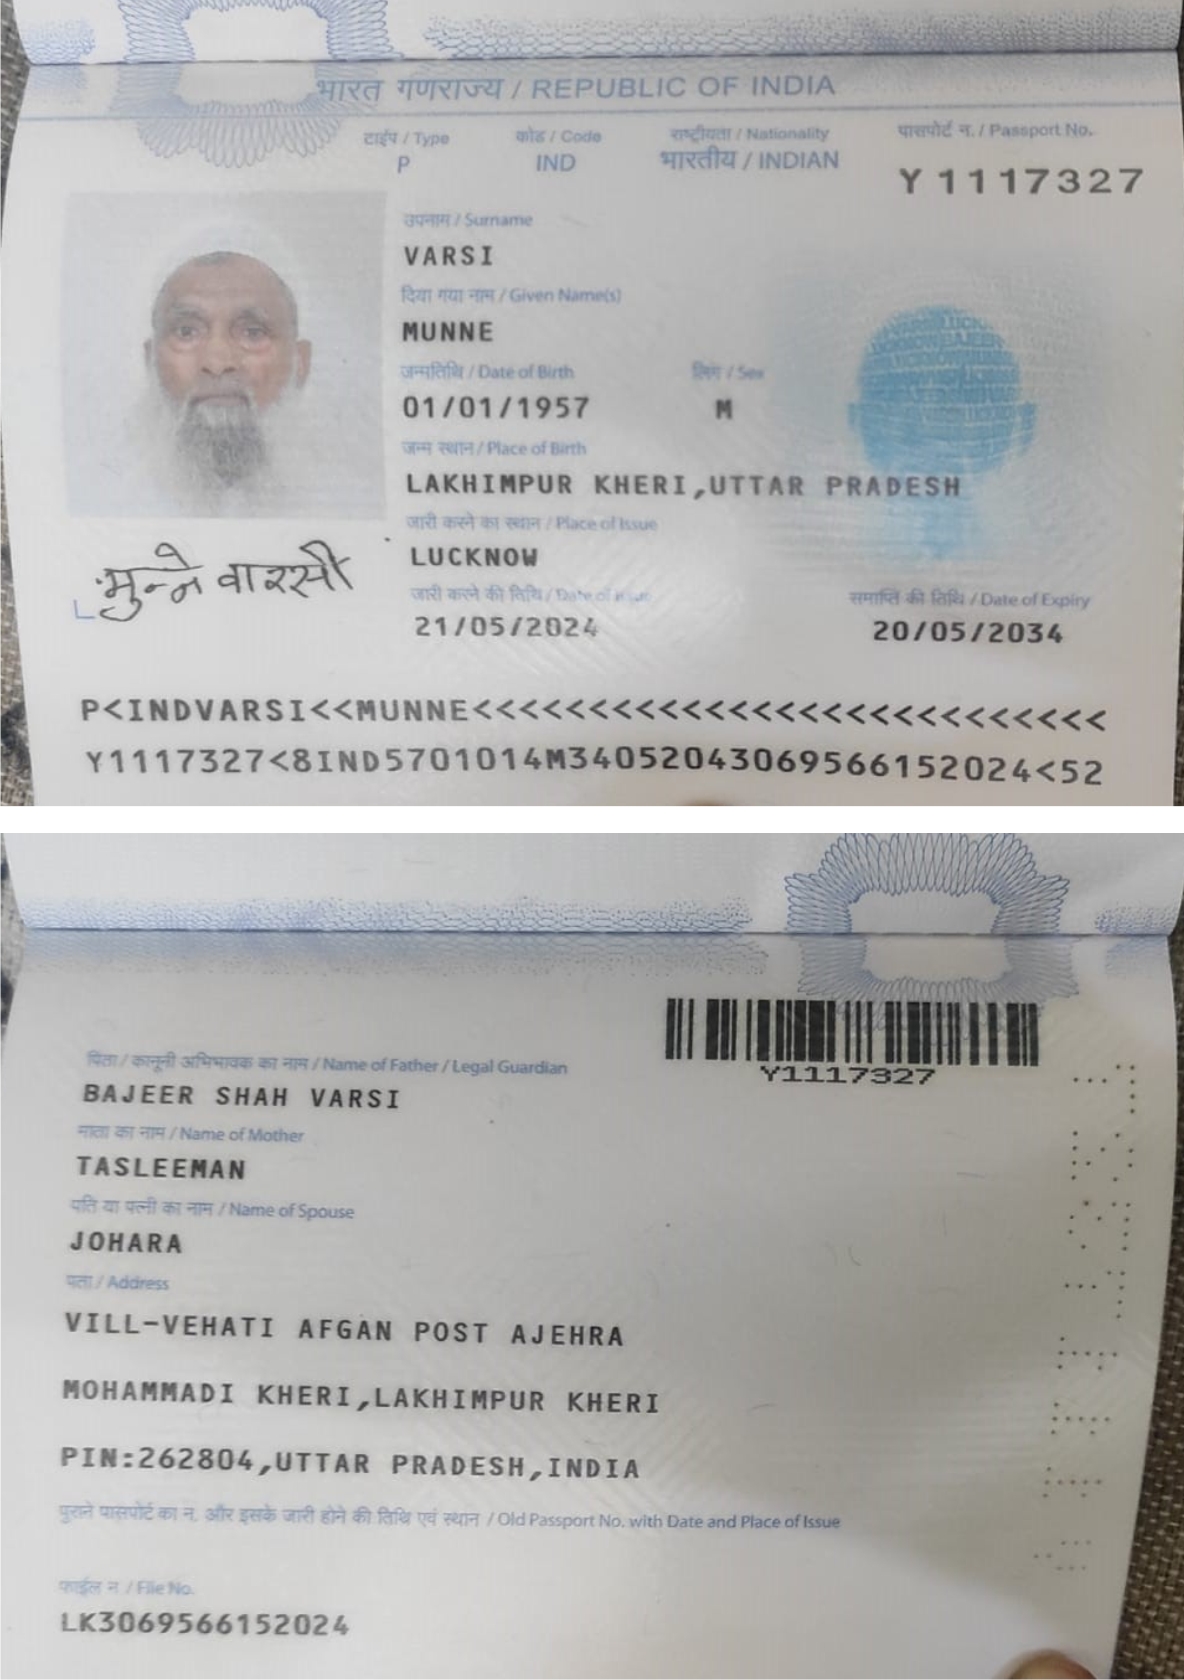 भारत गणराज्य / REPUBLIC OF INDIA
टाईप / Type कोड / Code राष्ट्रीयता / Nationality पासपोर्ट न. / Passport No.
P IND भारतीय / INDIAN Y 1117327
उपनाम / Surname
VARSI
दिया गया नाम / Given Name(s)
MUNNE
जन्मतिथि / Date of Birth लिंग / Sex
01/01/1957 M
जन्म स्थान / Place of Birth
LAKHIMPUR KHERI,UTTAR PRADESH
जारी करने का स्थान / Place of Issue
LUCKNOW
मुन्ने वारसी
जारी करने की तिथि / Date of Issue समाप्ति की तिथि / Date of Expiry
21/05/2024 20/05/2034
P<INDVARSI<<MUNNE<<<<<<<<<<<<<<<<<<<<<<<<<<<
Y1117327<8IND5701014M34052043069566152024<52
Y1117327
पिता / कानूनी अभिभावक का नाम / Name of Father / Legal Guardian
BAJEER SHAH VARSI
माता का नाम / Name of Mother
TASLEEMAN
पति या पत्नी का नाम / Name of Spouse
JOHARA
पता / Address
VILL-VEHATI AFGAN POST AJEHRA
MOHAMMADI KHERI,LAKHIMPUR KHERI
PIN:262804,UTTAR PRADESH,INDIA
पुराने पासपोर्ट का न. और इसके जारी होने की तिथि एवं स्थान / Old Passport No. with Date and Place of Issue
फाईल न / File No.
LK3069566152024